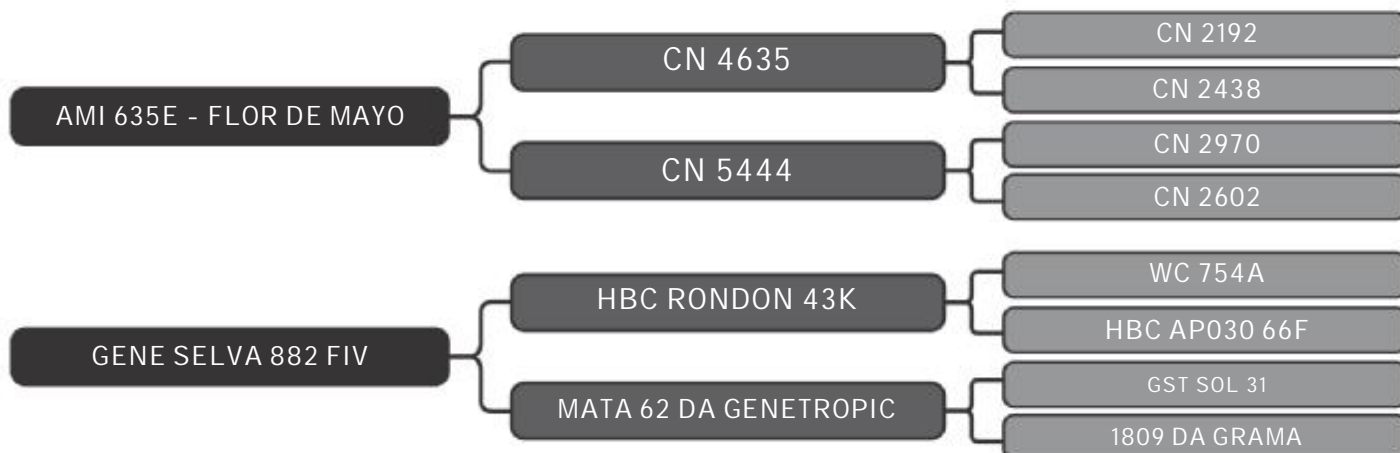 AMI 635E - FLOR DE MAYO
CN 4635
CN 5444
CN 2192
CN 2438
CN 2970
CN 2602
GENE SELVA 882 FIV
HBC RONDON 43K
MATA 62 DA GENETROPIC
WC 754A
HBC AP030 66F
GST SOL 31
1809 DA GRAMA